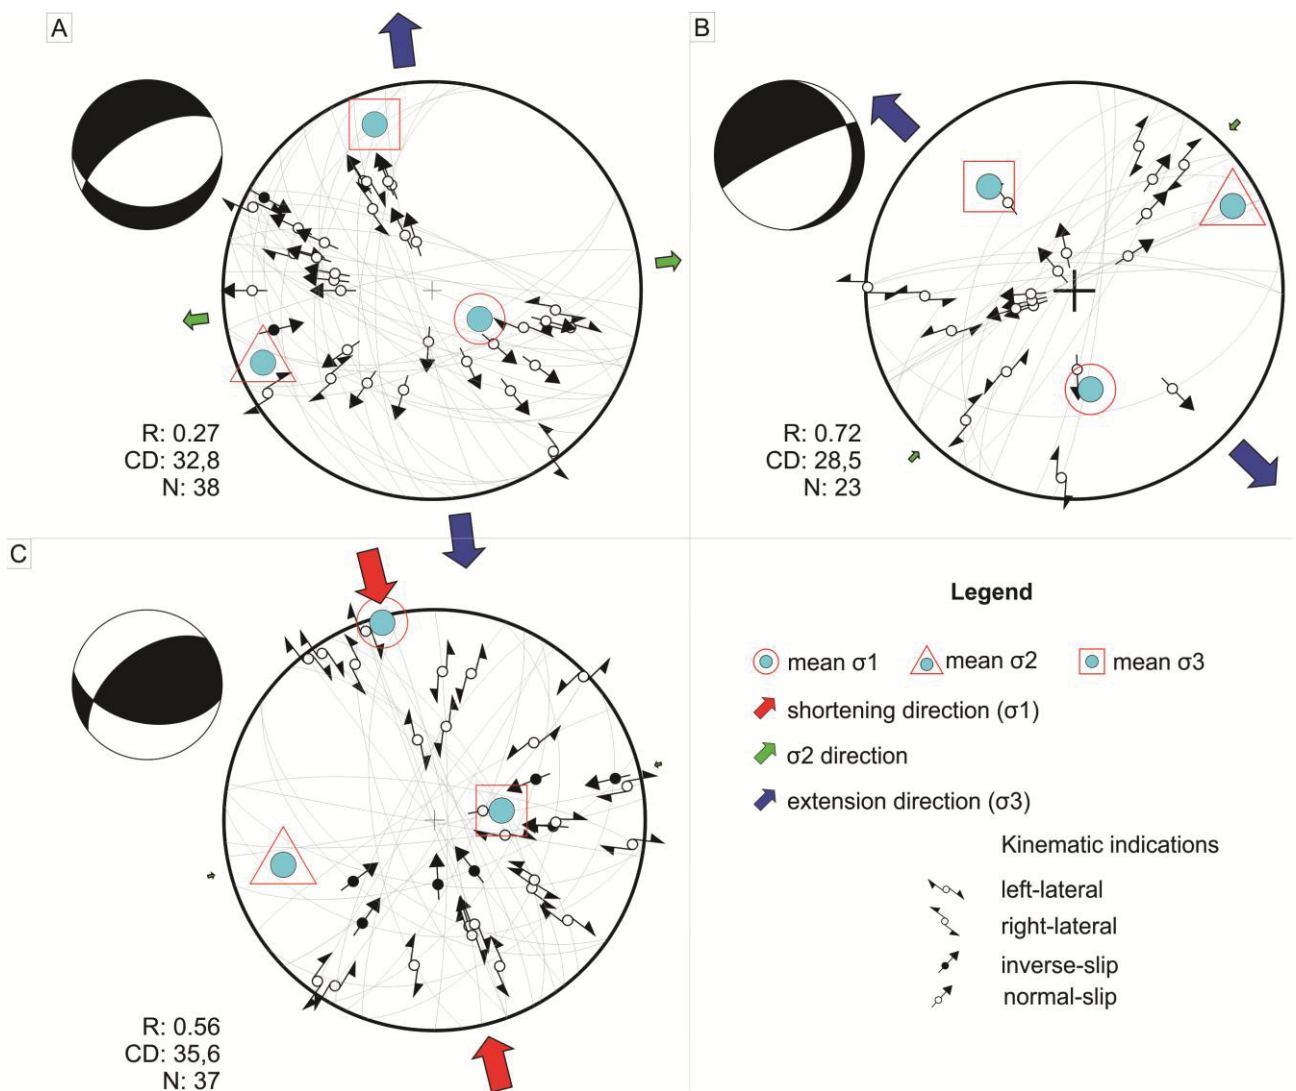 A
B
R: 0.27
CD: 32,8
N: 38
R: 0.72
CD: 28,5
N: 23
C
R: 0.56
CD: 35,6
N: 37
Legend
mean σ1
mean σ2
mean σ3
shortening direction (σ1)
σ2 direction
extension direction (σ3)
Kinematic indications
left-lateral
right-lateral
inverse-slip
normal-slip